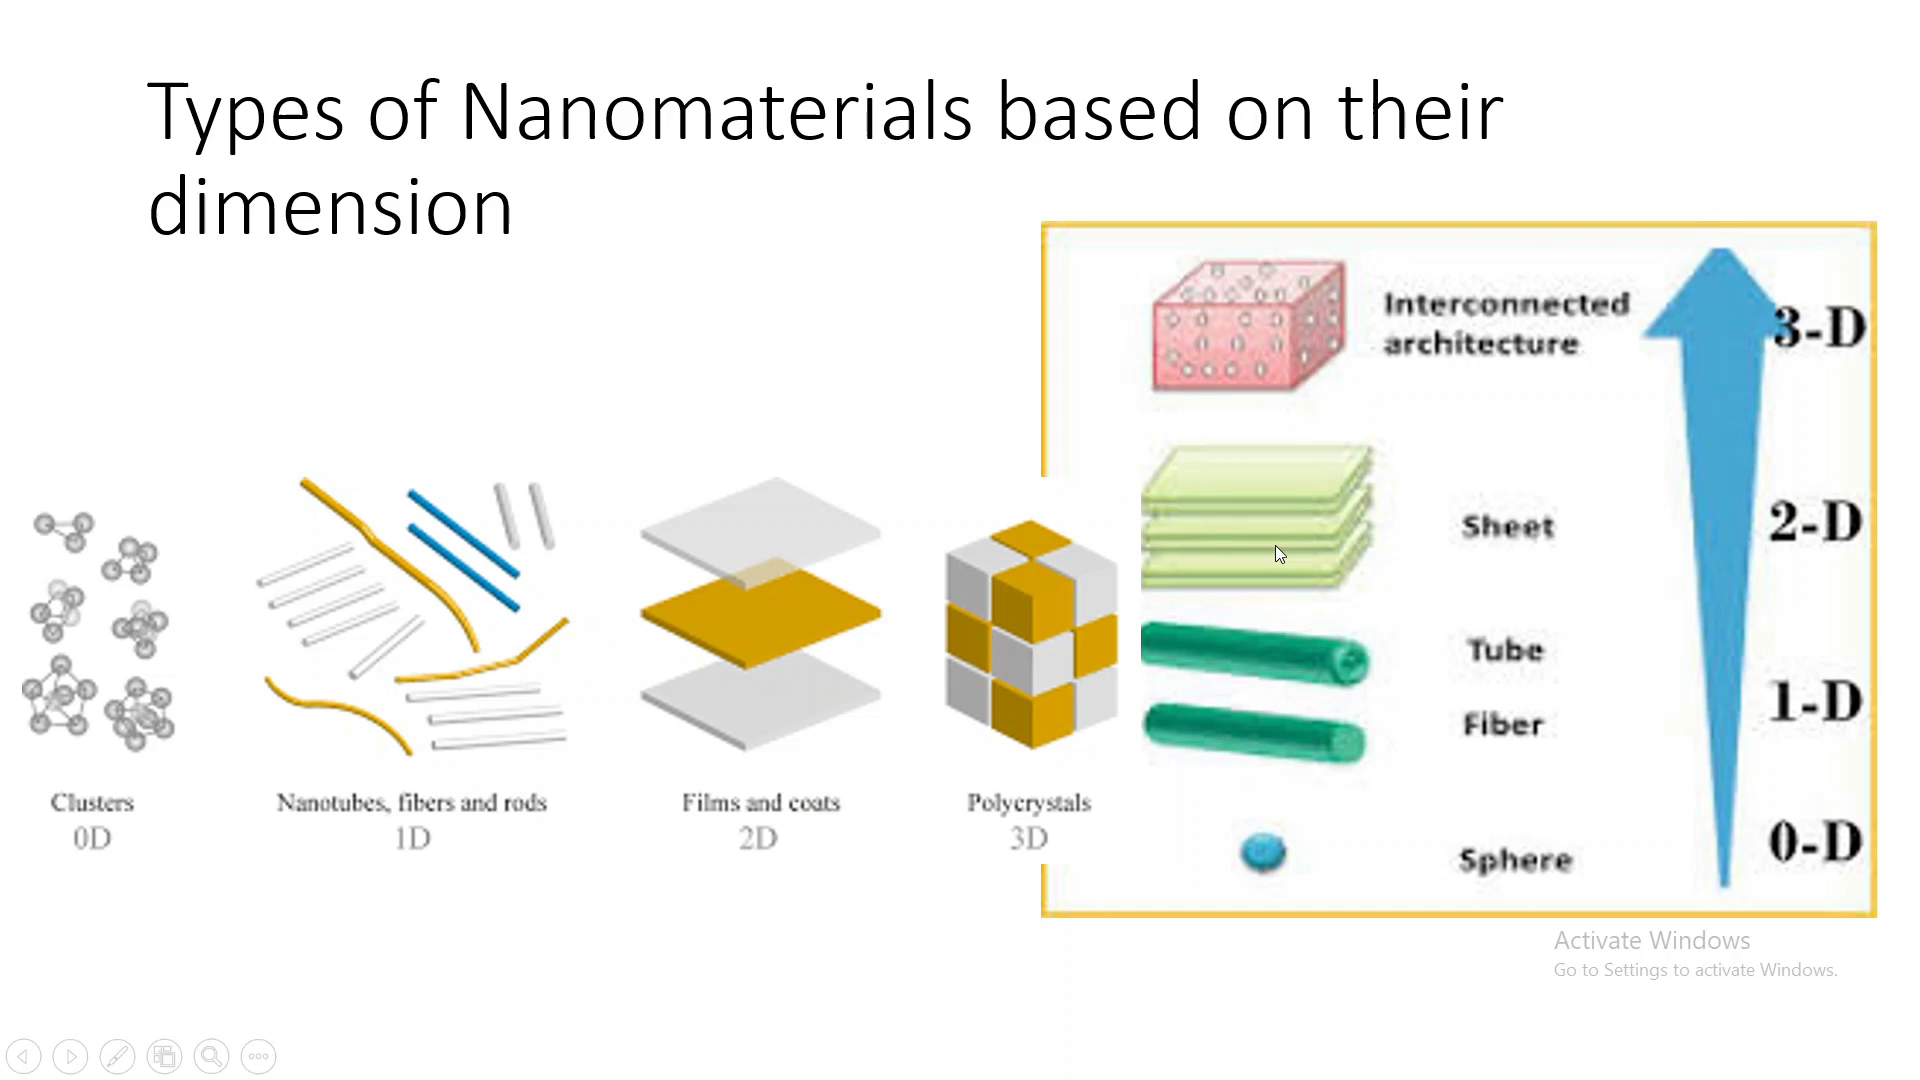 Types of Nanomaterials based on their
dimension
Interconnected
architecture
3-D
Sheet
2-D
Tube
1-D
Fiber
Sphere
0-D
Clusters
0D
Nanotubes, fibers and rods
1D
Films and coats
2D
Polycrystals
3D
Activate Windows
Go to Settings to activate Windows.